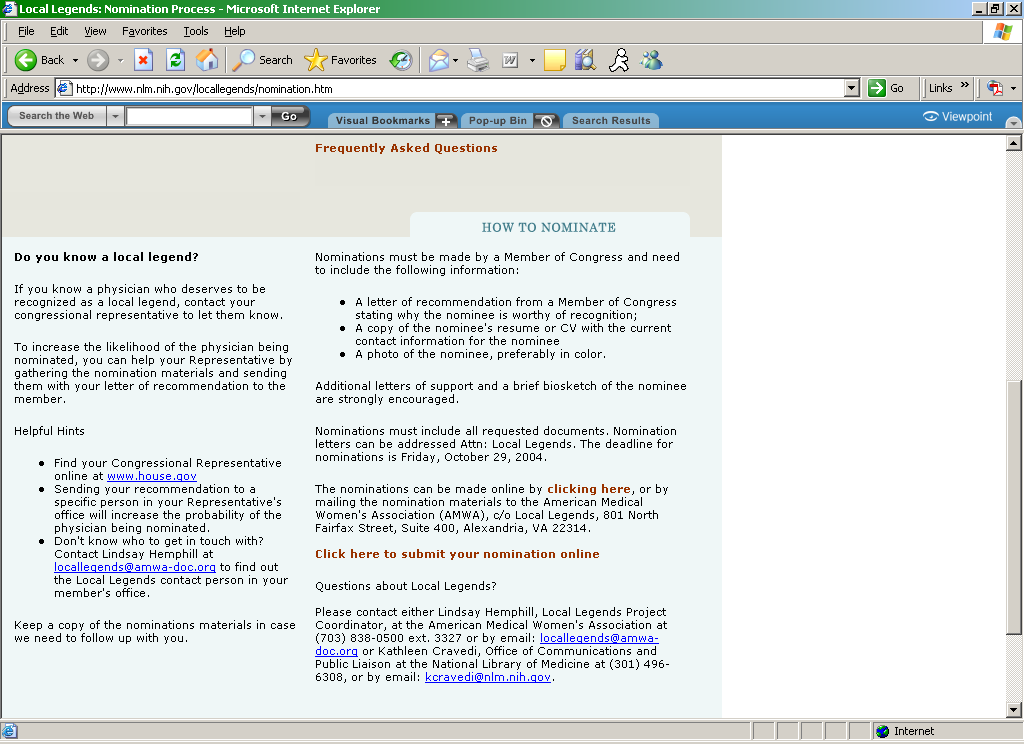 Local Legends: Nomination Process - Microsoft Internet Explorer
File Edit View Favorites Tools Help
Back Search Favorites
Address http://www.nlm.nih.gov/locallegends/nomination.htm Go Links »
Search the Web Go Visual Bookmarks Pop-up Bin Search Results Viewpoint
Frequently Asked Questions
HOW TO NOMINATE
Do you know a local legend?
If you know a physician who deserves to be
recognized as a local legend, contact your
congressional representative to let them know.
To increase the likelihood of the physician being
nominated, you can help your Representative by
gathering the nomination materials and sending
them with your letter of recommendation to the
member.
Helpful Hints
• Find your Congressional Representative
online at www.house.gov
• Sending your recommendation to a
specific person in your Representative's
office will increase the probability of the
physician being nominated.
• Don't know who to get in touch with?
Contact Lindsay Hemphill at
locallegends@amwa-doc.org to find out
the Local Legends contact person in your
member's office.
Keep a copy of the nominations materials in case
we need to follow up with you.
Nominations must be made by a Member of Congress and need
to include the following information:
• A letter of recommendation from a Member of Congress
stating why the nominee is worthy of recognition;
• A copy of the nominee's resume or CV with the current
contact information for the nominee
• A photo of the nominee, preferably in color.
Additional letters of support and a brief biosketch of the nominee
are strongly encouraged.
Nominations must include all requested documents. Nomination
letters can be addressed Attn: Local Legends. The deadline for
nominations is Friday, October 29, 2004.
The nominations can be made online by clicking here, or by
mailing the nomination materials to the American Medical
Women's Association (AMWA), c/o Local Legends, 801 North
Fairfax Street, Suite 400, Alexandria, VA 22314.
Click here to submit your nomination online
Questions about Local Legends?
Please contact either Lindsay Hemphill, Local Legends Project
Coordinator, at the American Medical Women's Association at
(703) 838-0500 ext. 3327 or by email: locallegends@amwa-
doc.org or Kathleen Cravedi, Office of Communications and
Public Liaison at the National Library of Medicine at (301) 496-
6308, or by email: kcravedi@nlm.nih.gov.
Internet